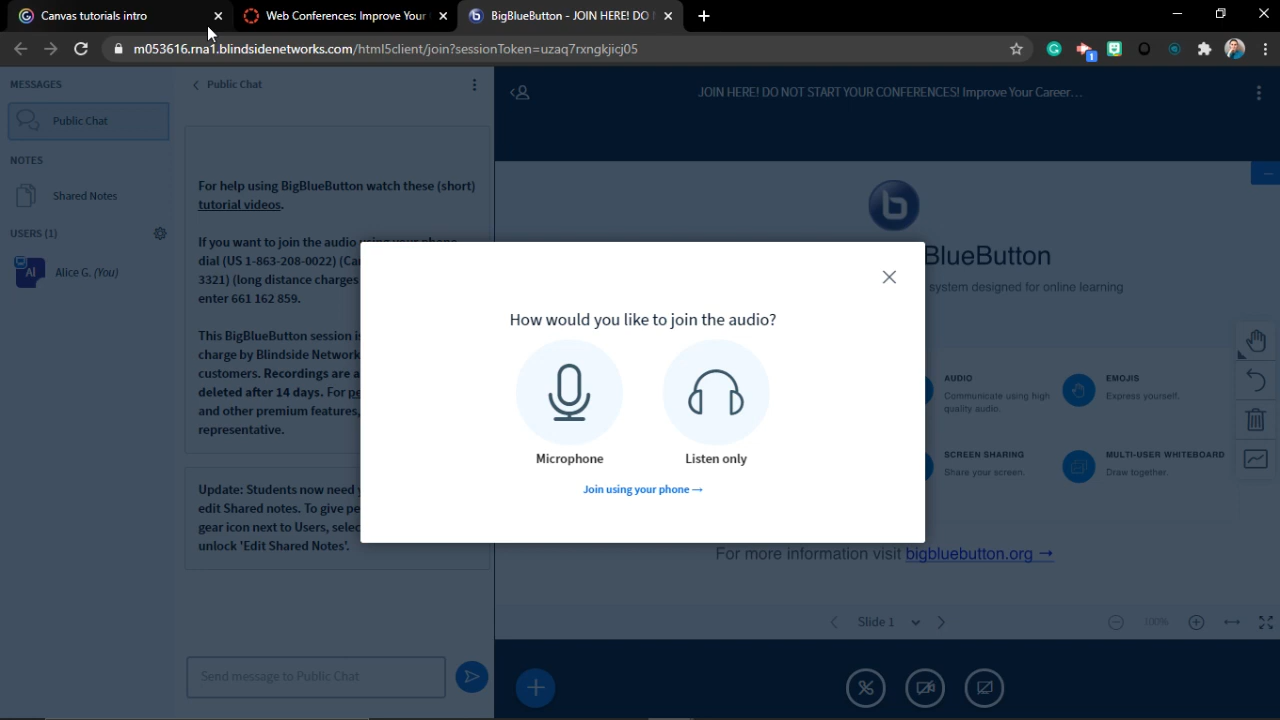 Canvas tutorials intro
Web Conferences: Improve Your
BigBlueButton - JOIN HERE! DO
m053616.rna1.blindsidenetworks.com/html5client/join?sessionToken=uzaq7rxngkjicj05
1
MESSAGES
Public Chat
NOTES
Shared Notes
USERS (1)
Al
Alice G. (You)
Public Chat
For help using BigBlueButton watch these (short)
tutorial videos.
If you want to join the audio using your phone
dial (US 1-863-208-0022)
3321) (long distance charges
enter 661 162 859.
This BigBlueButton session
charge by Blindside Network
customers. Recordings are
deleted after 14 days. For
and other premium features,
representative.
Update: Students now need
edit Shared notes. To give
gear icon next to Users,
unlock 'Edit Shared Notes'.
Send message to Public Chat
JOIN HERE! DO NOT START YOUR CONFERENCES! Improve Your Career…
b
BlueButton
system designed for online learning
AUDIO
Communicate using high
quality audio.
EMOJIS
Express yourself.
SCREEN SHARING
Share your screen.
MULTI-USER WHITEBOARD
Draw together.
For more information visit bigbluebutton.org →
Slide 1
100%
How would you like to join the audio?
Microphone
Listen only
Join using your phone →